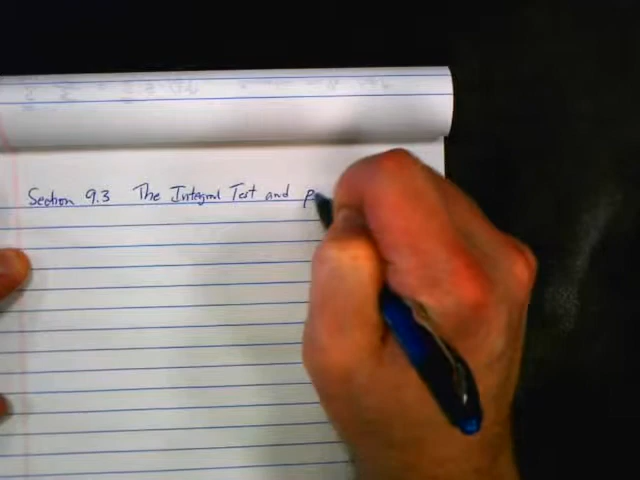 Section 9.3 The Integral Test and p